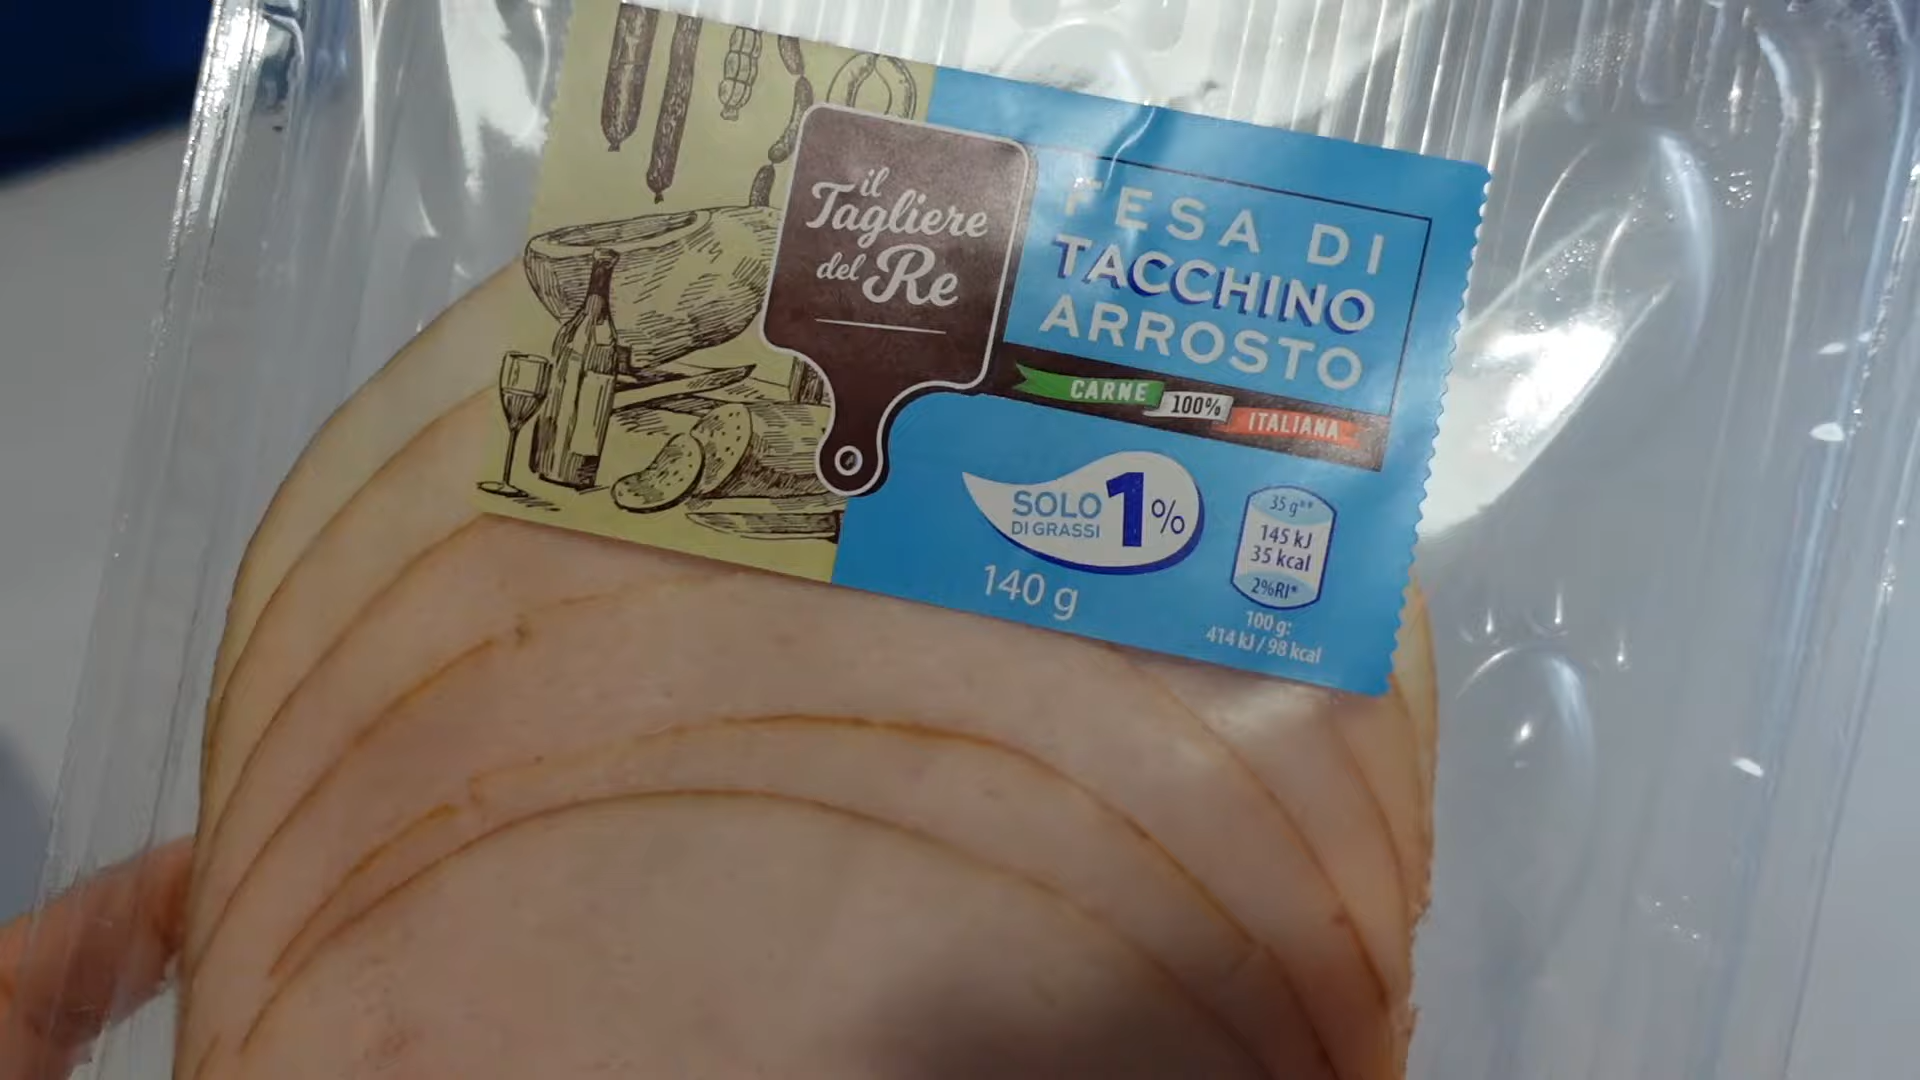 il
Tagliere
del Re
FESA DI
TACCHINO
ARROSTO
CARNE 100% ITALIANA
SOLO 1%
DI GRASSI
140 g
35 g**
145 kJ
35 kcal
2%RI*
100 g:
414 kJ / 98 kcal